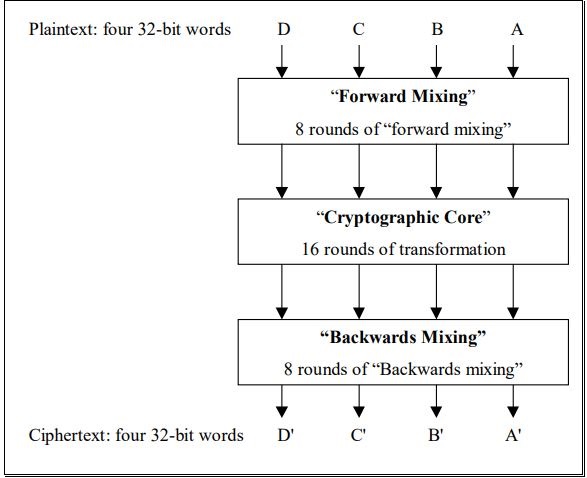 Plaintext: four 32-bit words D C B A
“Forward Mixing”
8 rounds of “forward mixing”
“Cryptographic Core”
16 rounds of transformation
“Backwards Mixing”
8 rounds of “Backwards mixing”
Ciphertext: four 32-bit words D' C' B' A'